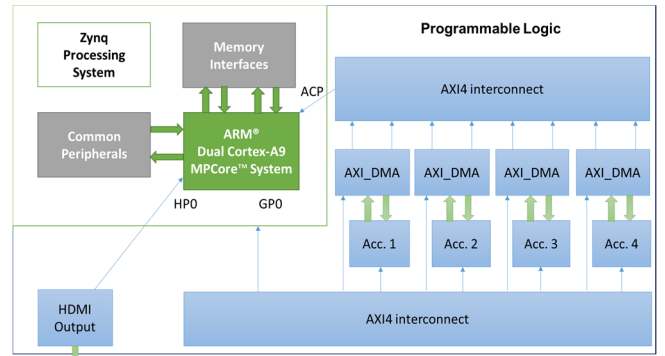 Zynq
Processing
System
Memory
Interfaces
Programmable Logic
ACP
AXI4 interconnect
Common
Peripherals
ARM®
Dual Cortex-A9
MPCore™ System
HP0
GP0
AXI_DMA
AXI_DMA
AXI_DMA
AXI_DMA
Acc. 1
Acc. 2
Acc. 3
Acc. 4
HDMI
Output
AXI4 interconnect